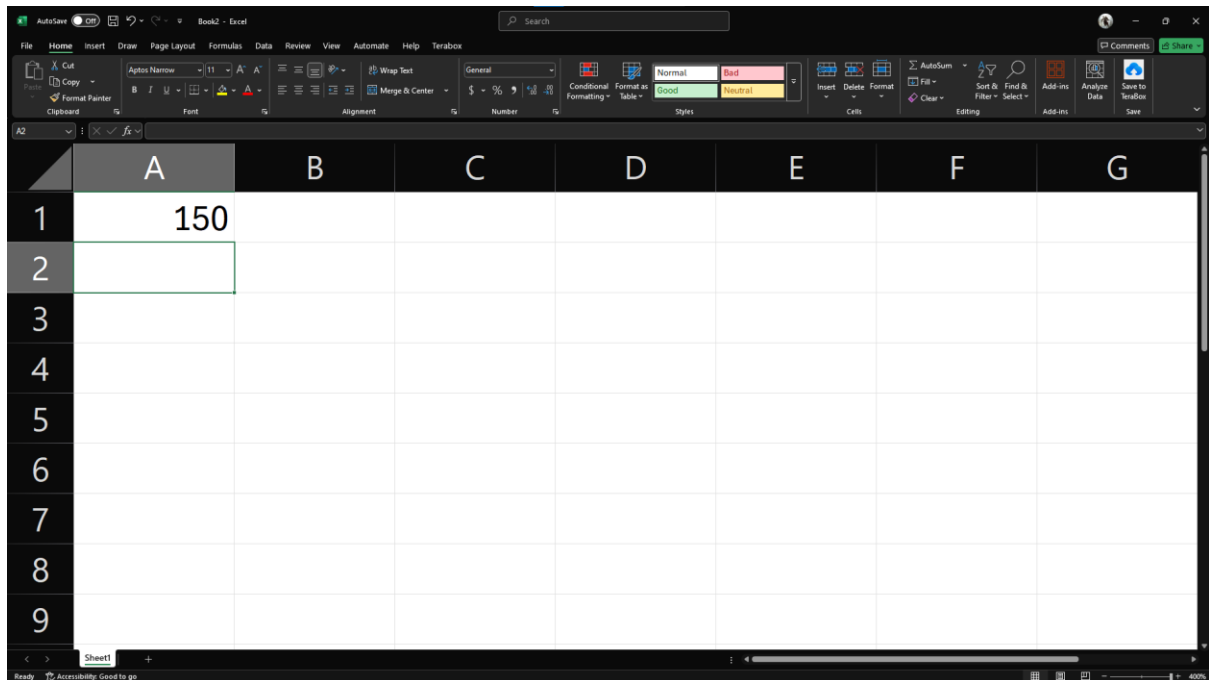 AutoSave Off Book2 - Excel Search
File Home Insert Draw Page Layout Formulas Data Review View Automate Help Terabox Comments Share
Paste Cut Copy Format Painter Clipboard
Aptos Narrow 11 A A B I U A Font
Wrap Text Merge & Center Alignment
General $ % 9 Number
Conditional Formatting Format as Table Normal Bad Good Neutral Styles
Insert Delete Format Cells
AutoSum Fill Clear Sort & Filter Find & Select Editing
Add-ins Add-ins
Analyze Data
Save to TeraBox Save
A2 fx
A B C D E F G
1 150
2
3
4
5
6
7
8
9
Sheet1 +
Ready Accessibility: Good to go 400%